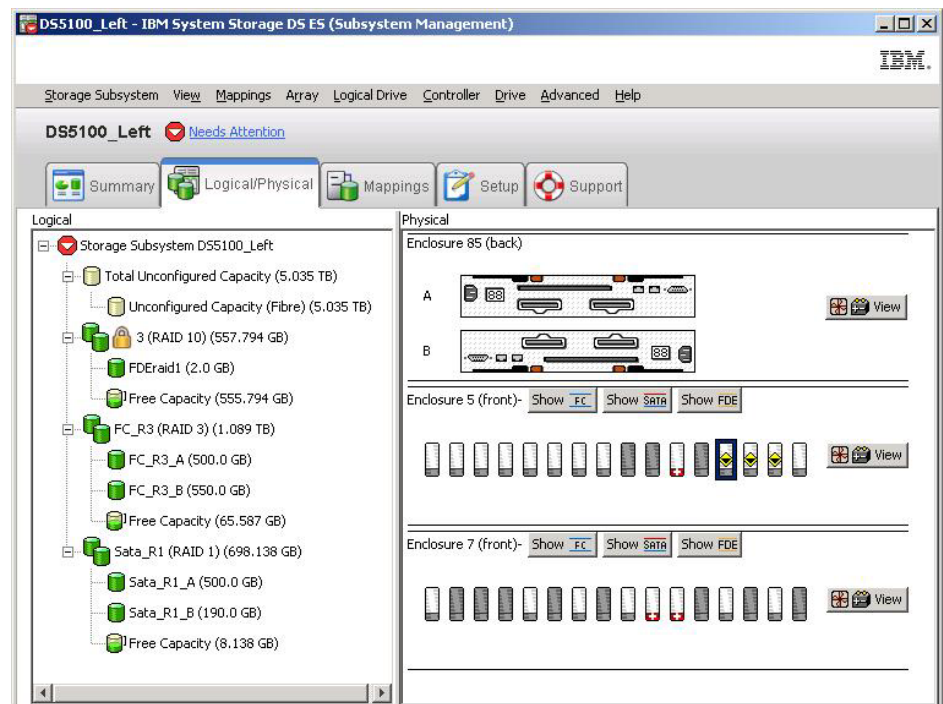 DS5100_Left - IBM System Storage DS ES (Subsystem Management)
IBM.
Storage Subsystem View Mappings Array Logical Drive Controller Drive Advanced Help
DS5100_Left Needs Attention
Summary Logical/Physical Mappings Setup Support
Logical
Storage Subsystem DS5100_Left
Total Unconfigured Capacity (5.035 TB)
Unconfigured Capacity (Fibre) (5.035 TB)
3 (RAID 10) (557.794 GB)
FDEraid1 (2.0 GB)
Free Capacity (555.794 GB)
FC_R3 (RAID 3) (1.089 TB)
FC_R3_A (500.0 GB)
FC_R3_B (550.0 GB)
Free Capacity (65.587 GB)
Sata_R1 (RAID 1) (698.138 GB)
Sata_R1_A (500.0 GB)
Sata_R1_B (190.0 GB)
Free Capacity (8.138 GB)
Physical
Enclosure 85 (back)
A 88 View
B 88
Enclosure 5 (front)- Show FC Show SATA Show FDE
View
Enclosure 7 (front)- Show FC Show SATA Show FDE
View